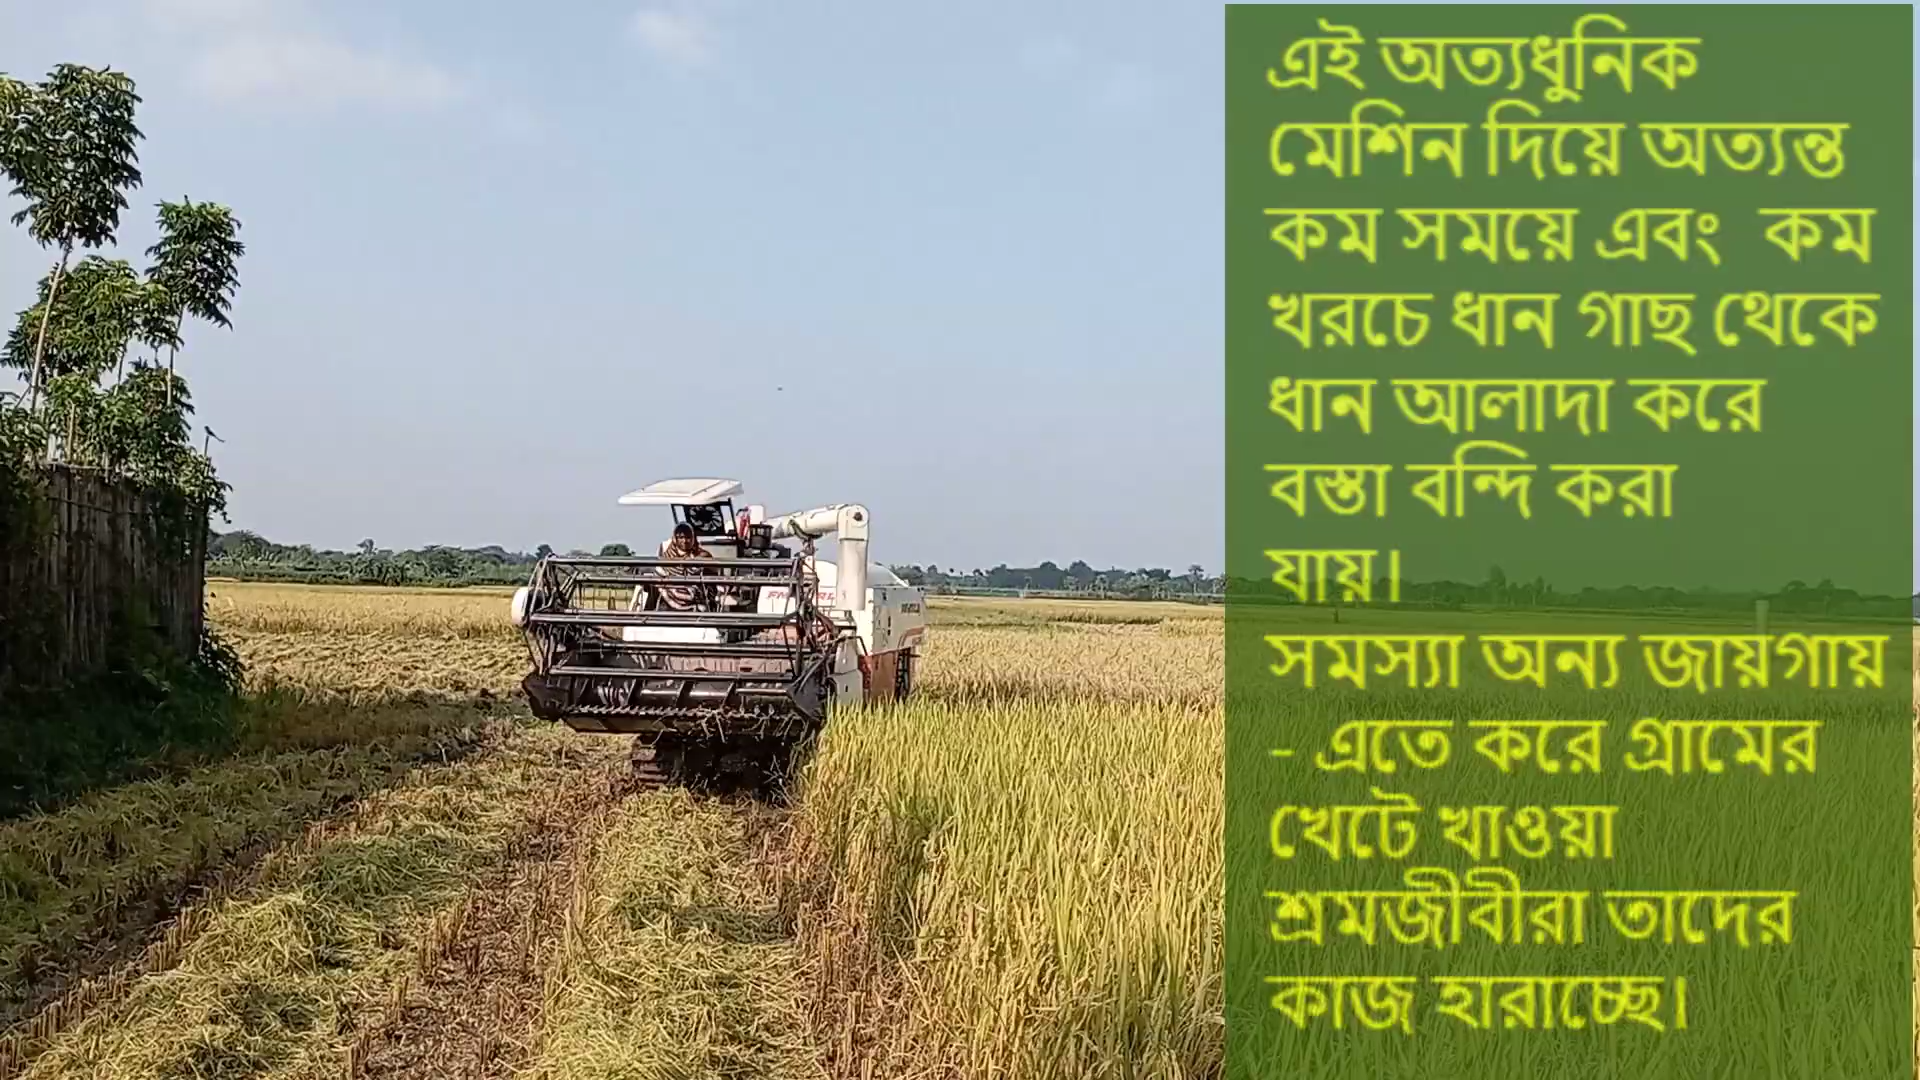 এই অত্যধুনিক
মেশিন দিয়ে অত্যন্ত
কম সময়ে এবং কম
খরচে ধান গাছ থেকে
ধান আলাদা করে
বস্তা বন্দি করা
যায়।
সমস্যা অন্য জায়গায়
- এতে করে গ্রামের
খেটে খাওয়া
শ্রমজীবীরা তাদের
কাজ হারাচ্ছে।